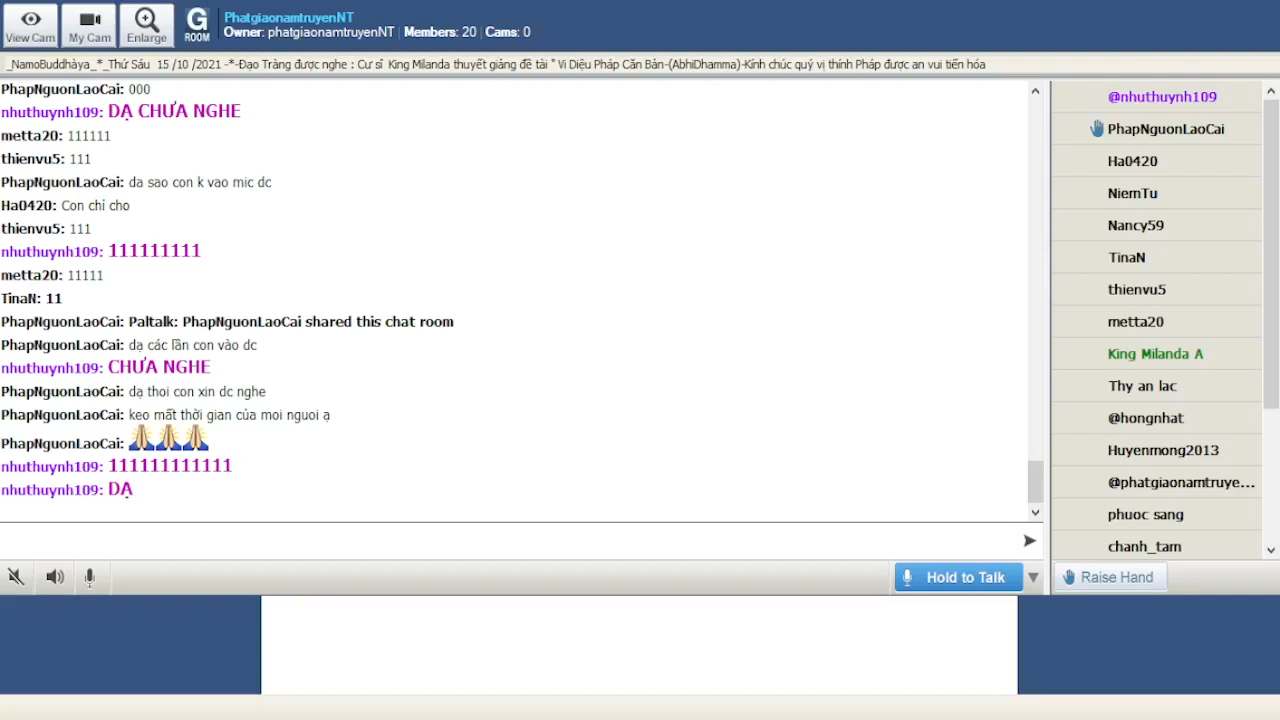 View Cam
My Cam
Enlarge
G
ROOM
PhatgiaonamtruyenNT
Owner: phatgiaonamtruyenNT | Members: 20 | Cams: 0
_NamoBuddhàya_*_Thứ Sáu 15 /10 /2021 -*-Đạo Tràng được nghe : Cư sĩ King Milanda thuyết giảng đề tài " Vi Diệu Pháp Căn Bản-(AbhiDhamma)-Kính chúc quý vị thính Pháp được an vui tiến hóa
PhapNguonLaoCai: 000
nhuthuynh109: DẠ CHƯA NGHE
metta20: 111111
thienvu5: 111
PhapNguonLaoCai: da sao con k vao mic dc
Ha0420: Con chỉ cho
thienvu5: 111
nhuthuynh109: 111111111
metta20: 11111
TinaN: 11
PhapNguonLaoCai: Paltalk: PhapNguonLaoCai shared this chat room
PhapNguonLaoCai: dạ các lần con vào dc
nhuthuynh109: CHƯA NGHE
PhapNguonLaoCai: dạ thoi con xin dc nghe
PhapNguonLaoCai: keo mất thời gian của moi nguoi ạ
PhapNguonLaoCai: 🙏🙏🙏
nhuthuynh109: 111111111111
nhuthuynh109: DẠ
Hold to Talk
@nhuthuynh109
PhapNguonLaoCai
Ha0420
NiemTu
Nancy59
TinaN
thienvu5
metta20
King Milanda A
Thy an lac
@hongnhat
Huyenmong2013
@phatgiaonamtruye...
phuoc sang
chanh_tam
Raise Hand